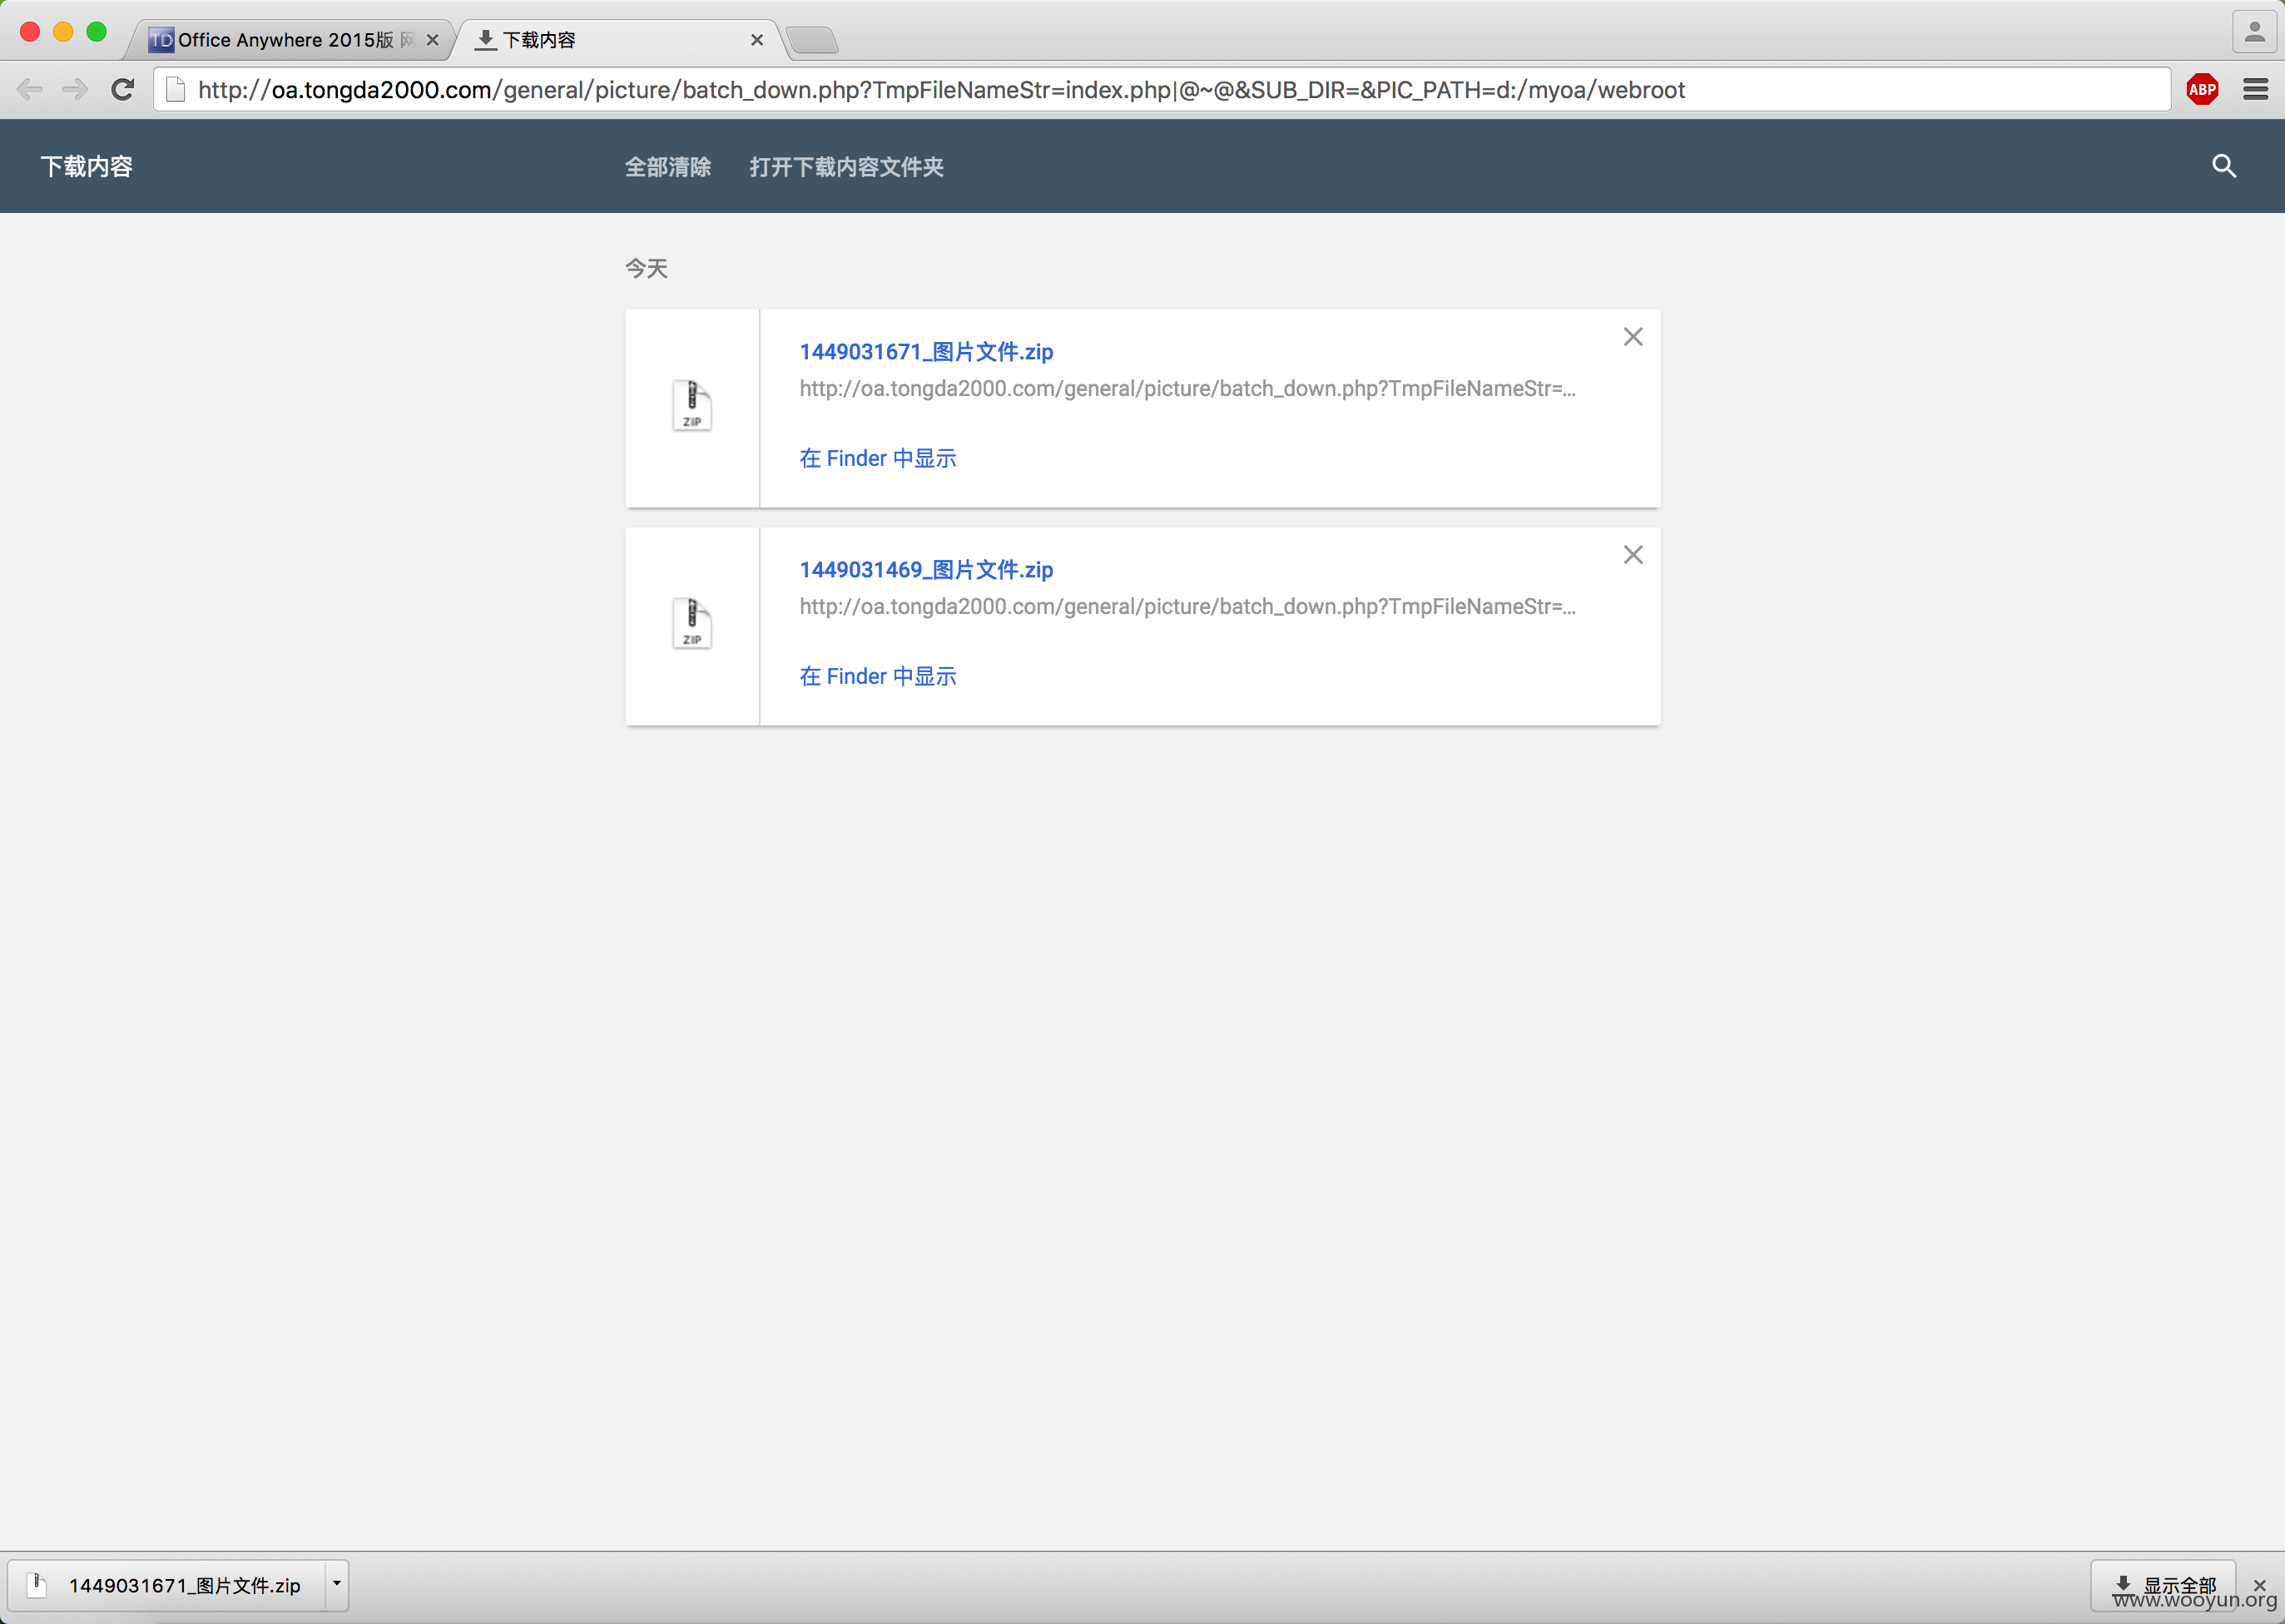 TD Office Anywhere 2015版 网
下载内容
http://oa.tongda2000.com/general/picture/batch_down.php?TmpFileNameStr=index.php|@~@&SUB_DIR=&PIC_PATH=d:/myoa/webroot
ABP
下载内容
全部清除
打开下载内容文件夹
今天
1449031671_图片文件.zip
http://oa.tongda2000.com/general/picture/batch_down.php?TmpFileNameStr=...
ZIP
在 Finder 中显示
1449031469_图片文件.zip
http://oa.tongda2000.com/general/picture/batch_down.php?TmpFileNameStr=...
ZIP
在 Finder 中显示
1449031671_图片文件.zip
显示全部
www.wooyun.org